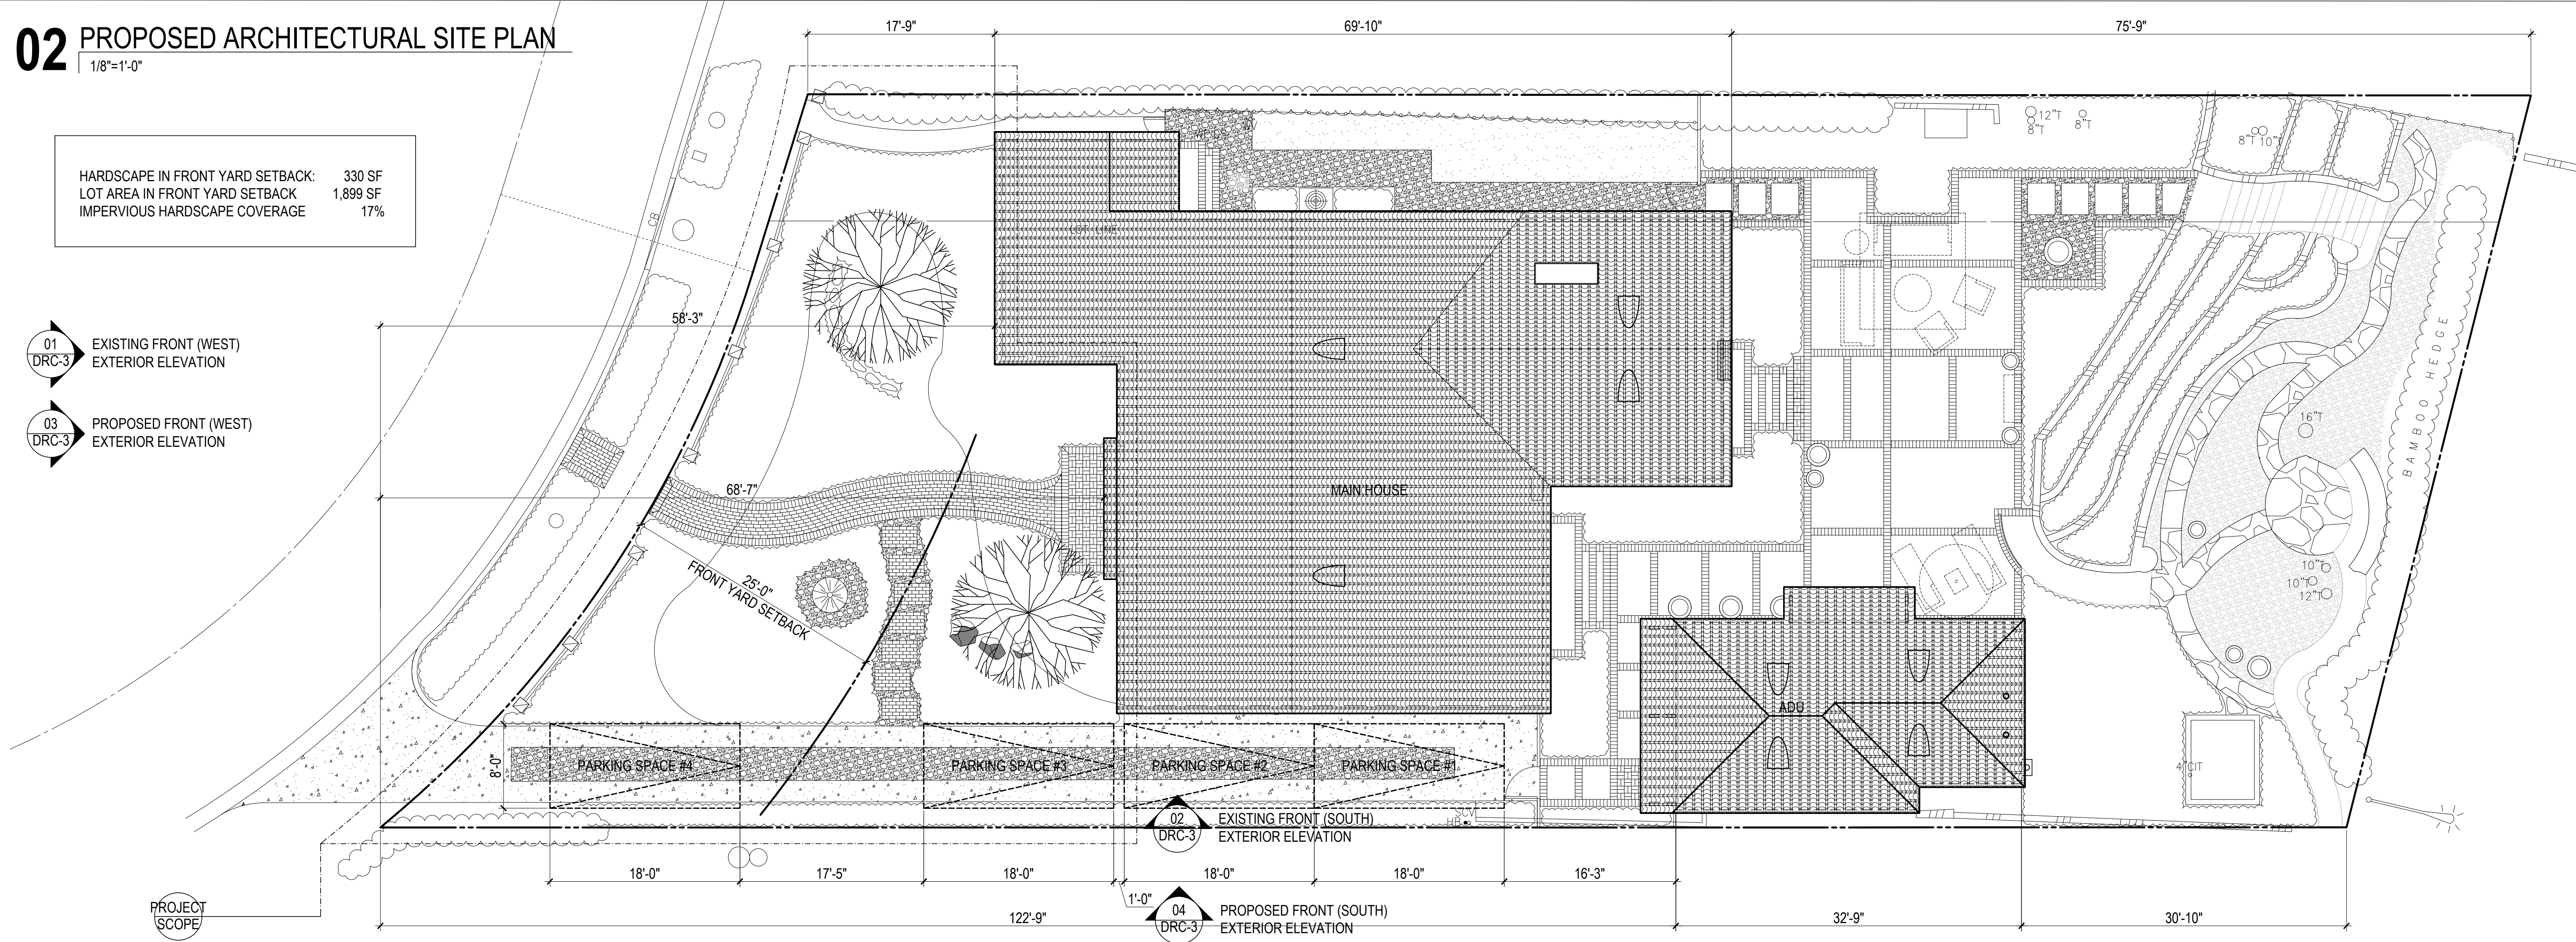 02 PROPOSED ARCHITECTURAL SITE PLAN
1/8"=1'-0"
17'-9"
69'-10"
75'-9"
HARDSCAPE IN FRONT YARD SETBACK: 330 SF
LOT AREA IN FRONT YARD SETBACK 1,899 SF
IMPERVIOUS HARDSCAPE COVERAGE 17%
12"T
8"T
8"T
8"T
10"T
CB
LOT LINE
58'-3"
01
DRC-3
EXISTING FRONT (WEST)
EXTERIOR ELEVATION
03
DRC-3
PROPOSED FRONT (WEST)
EXTERIOR ELEVATION
BAMBOO HEDGE
16"T
68'-7"
MAIN HOUSE
25'-0"
FRONT YARD SETBACK
10"T
10"T
12"T
ADU
8'-0"
PARKING SPACE #4
PARKING SPACE #3
PARKING SPACE #2
PARKING SPACE #1
4"CIT
SCV
02
DRC-3
EXISTING FRONT (SOUTH)
EXTERIOR ELEVATION
18'-0"
17'-5"
18'-0"
18'-0"
18'-0"
16'-3"
1'-0"
PROJECT
SCOPE
122'-9"
04
DRC-3
PROPOSED FRONT (SOUTH)
EXTERIOR ELEVATION
32'-9"
30'-10"